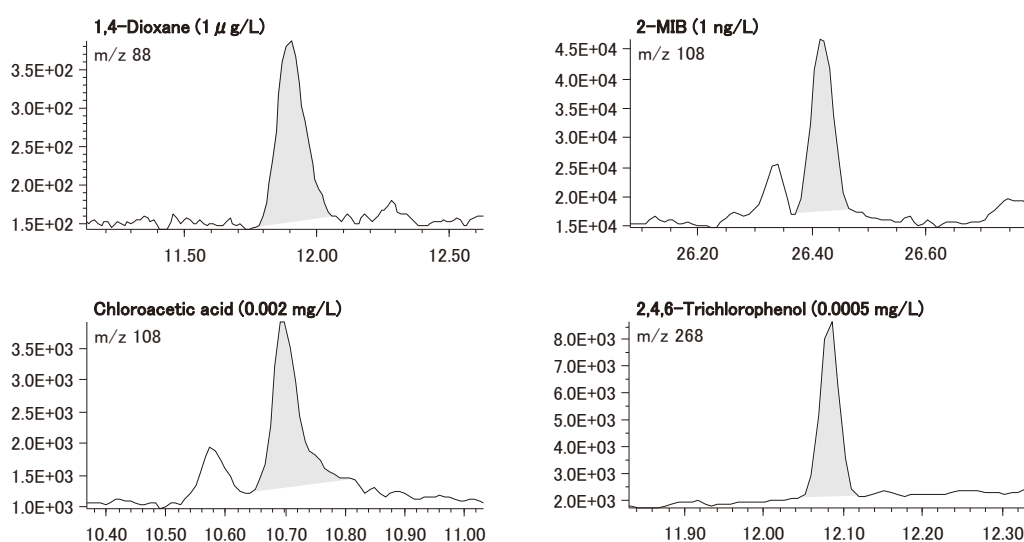 1,4-Dioxane (1 μg/L)
m/z 88
3.5E+02
3.0E+02
2.5E+02
2.0E+02
1.5E+02
11.50 12.00 12.50
2-MIB (1 ng/L)
m/z 108
4.5E+04
4.0E+04
3.5E+04
3.0E+04
2.5E+04
2.0E+04
1.5E+04
26.20 26.40 26.60
Chloroacetic acid (0.002 mg/L)
m/z 108
3.5E+03
3.0E+03
2.5E+03
2.0E+03
1.5E+03
1.0E+03
10.40 10.50 10.60 10.70 10.80 10.90 11.00
2,4,6-Trichlorophenol (0.0005 mg/L)
m/z 268
8.0E+03
7.0E+03
6.0E+03
5.0E+03
4.0E+03
3.0E+03
2.0E+03
11.90 12.00 12.10 12.20 12.30